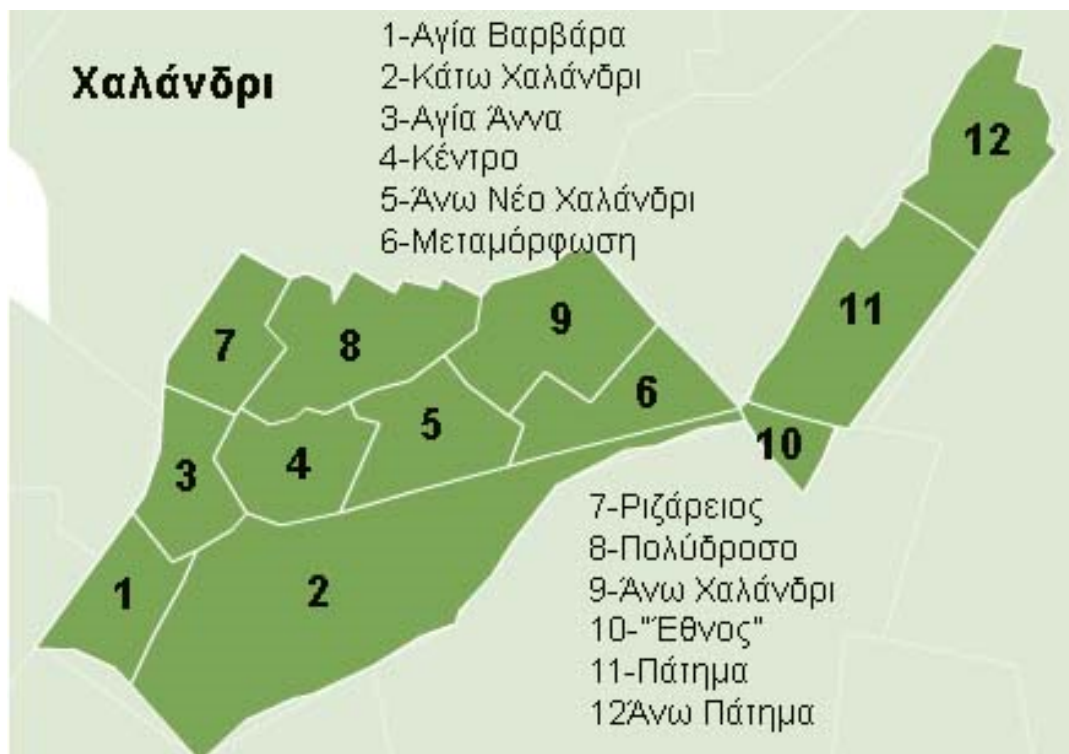 Χαλάνδρι
1-Αγία Βαρβάρα
2-Κάτω Χαλάνδρι
3-Αγία Άννα
4-Κέντρο
5-Άνω Νέο Χαλάνδρι
6-Μεταμόρφωση
12
11
9
7
8
6
5
10
4
3
1
2
7-Ριζάρειος
8-Πολύδροσο
9-Άνω Χαλάνδρι
10-"Έθνος"
11-Πάτημα
12Άνω Πάτημα